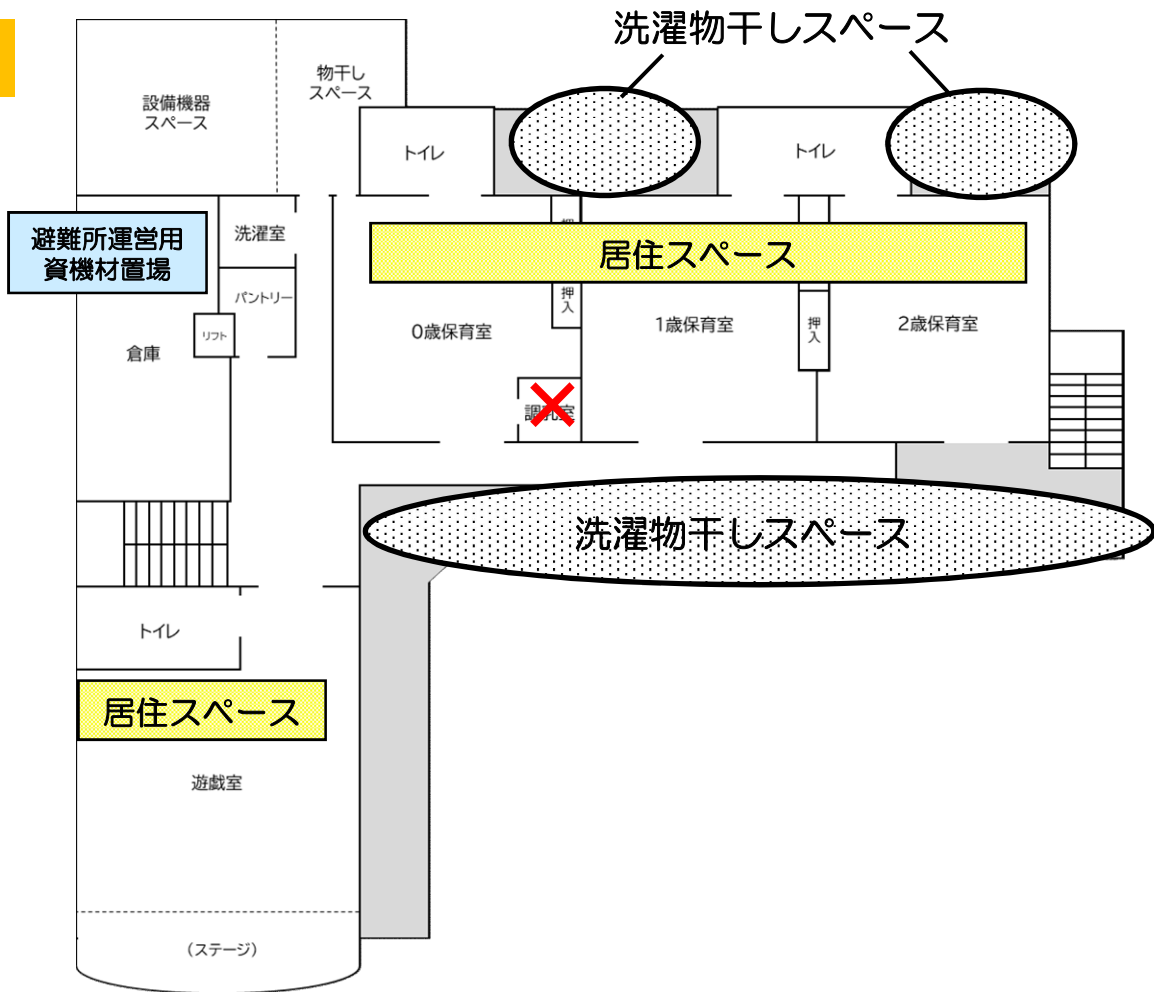 洗濯物干しスペース
物干し
スペース
設備機器
スペース
トイレ
トイレ
避難所運営用
資機材置場
洗濯室
居住スペース
パントリー
押
入
リフト
倉庫
0歳保育室
1歳保育室
押
入
2歳保育室
調乳室
洗濯物干しスペース
トイレ
居住スペース
遊戯室
(ステージ)